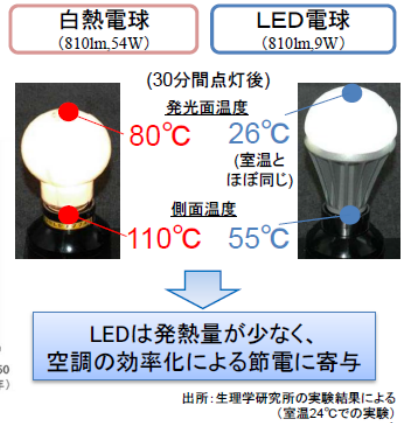 白熱電球
(810lm,54W)
LED電球
(810lm,9W)
(30分間点灯後)
発光面温度
80℃
26℃
(室温と
ほぼ同じ)
側面温度
110℃
55℃
LEDは発熱量が少なく、
空調の効率化による節電に寄与
出所:生理学研究所の実験結果による
(室温24℃での実験)